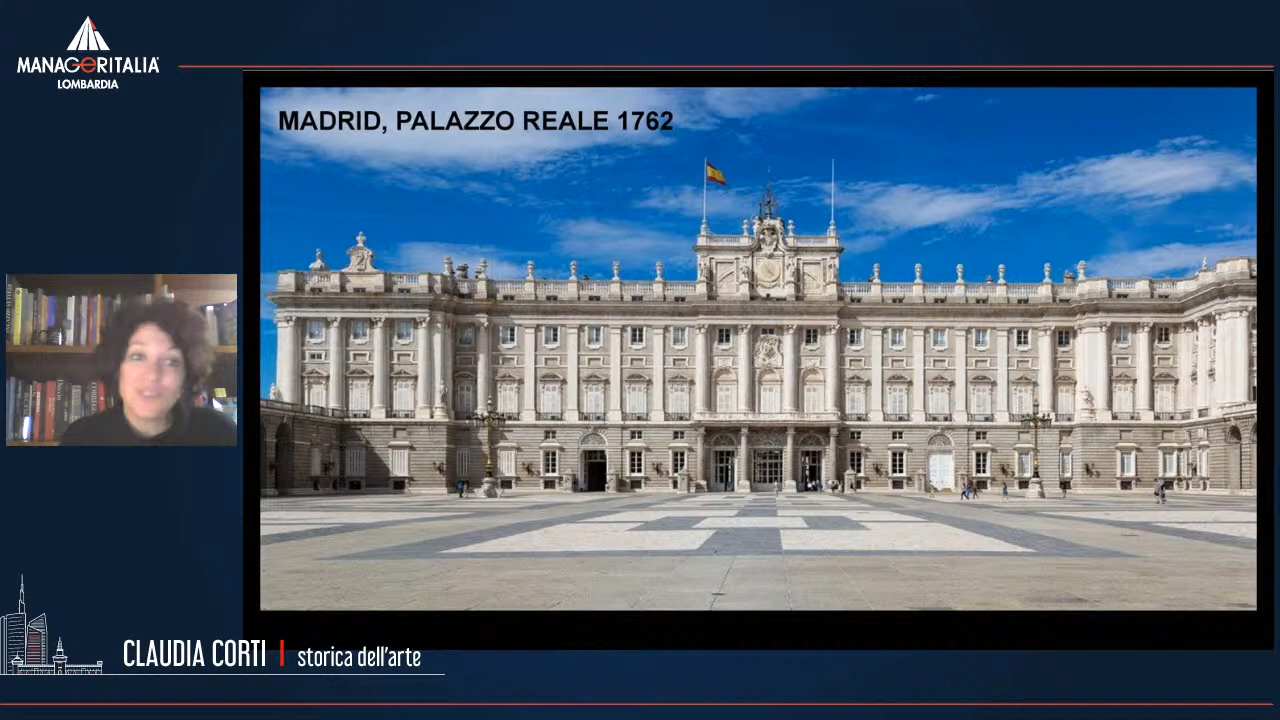 MANAGERITALIA
LOMBARDIA
MADRID, PALAZZO REALE 1762
CLAUDIA CORTI | storica dell'arte